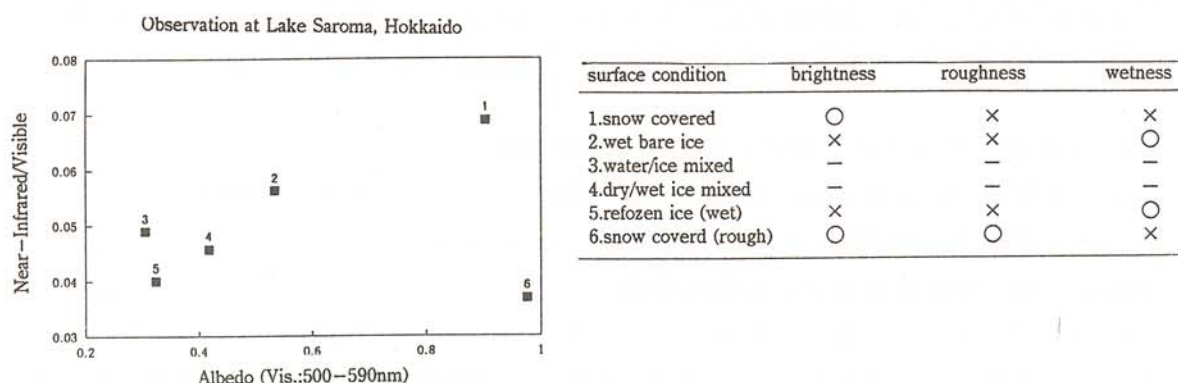 Observation at Lake Saroma, Hokkaido
0.08
0.07
0.06
0.05
0.04
0.03
Near-Infrared/Visible
1
2
3
4
5
6
0.2
0.4
0.6
0.8
1
Albedo (Vis.:500-590nm)
surface condition brightness roughness wetness
1.snow covered ○ × ×
2.wet bare ice × × ○
3.water/ice mixed – – –
4.dry/wet ice mixed – – –
5.refozen ice (wet) × × ○
6.snow coverd (rough) ○ ○ ×